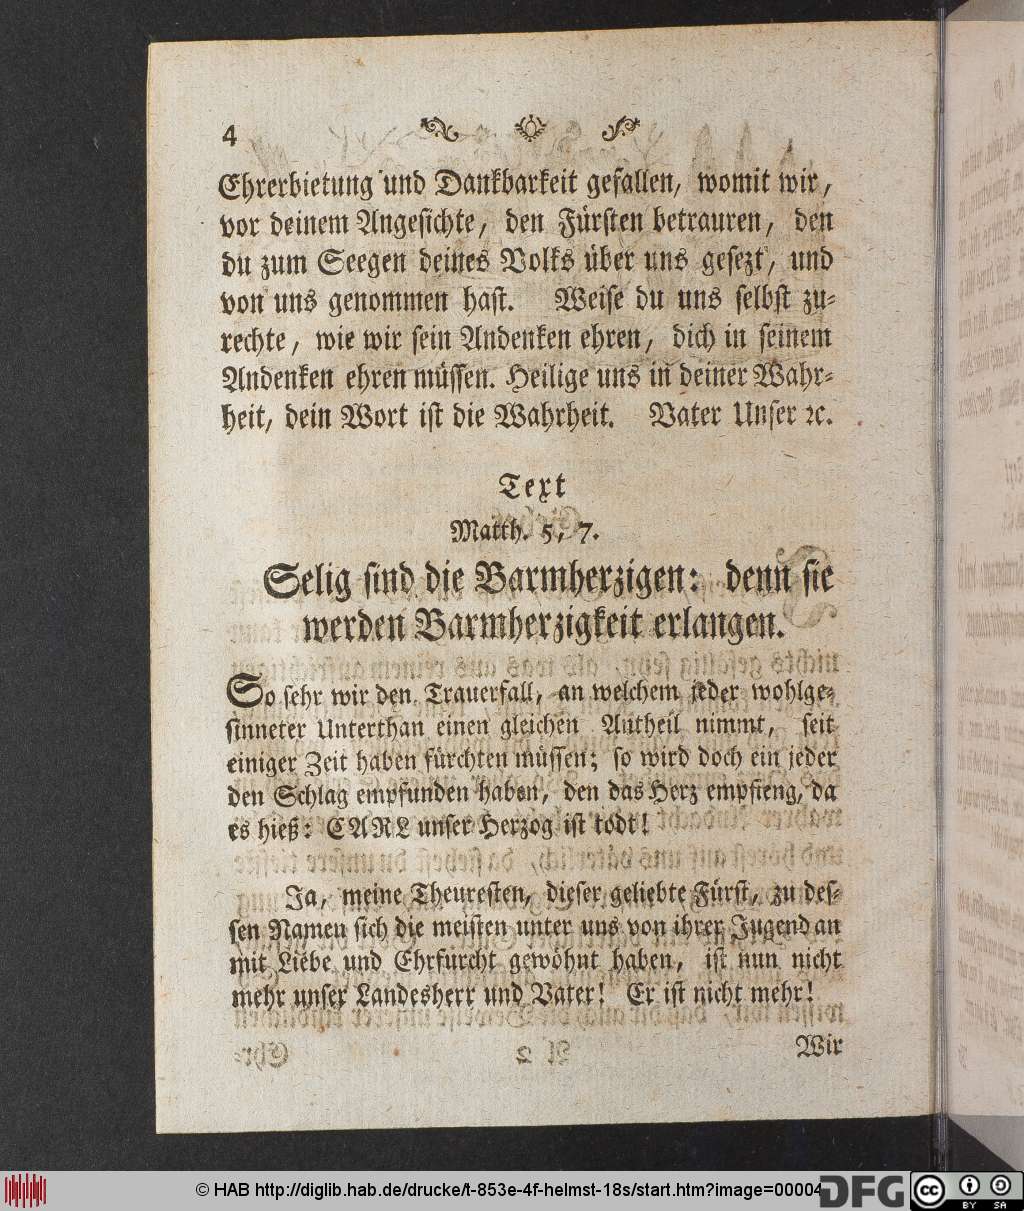 4
Ehrerbietung und Dankbarkeit gefallen, womit wir,
vor deinem Angesichte, den Fürsten betrauren, den
du zum Seegen deines Volks über uns gesezt, und
von uns genommen hast. Weise du uns selbst zu-
rechte, wie wir sein Andenken ehren, dich in seinem
Andenken ehren müssen. Heilige uns in deiner Wahr-
heit, dein Wort ist die Wahrheit. Vater Unser ꝛc.
Text
Matth. 5, 7.
Selig sind die Barmherzigen: denn sie
werden Barmherzigkeit erlangen.
So sehr wir den Trauerfall, an welchem jeder wohlge-
sinneter Unterthan einen gleichen Antheil nimmt, seit
einiger Zeit haben fürchten müssen; so wird doch ein jeder
den Schlag empfunden haben, den das Herz empfieng, da
es hieß: CARL unser Herzog ist todt!
Ja, meine Theuresten, dieser geliebte Fürst, zu des-
sen Namen sich die meisten unter uns von ihrer Jugend an
mit Liebe und Ehrfurcht gewöhnt haben, ist nun nicht
mehr unser Landesherr und Vater! Er ist nicht mehr!
Wir
© HAB http://diglib.hab.de/drucke/t-853e-4f-helmst-18s/start.htm?image=00004
DFG
cc
BY SA